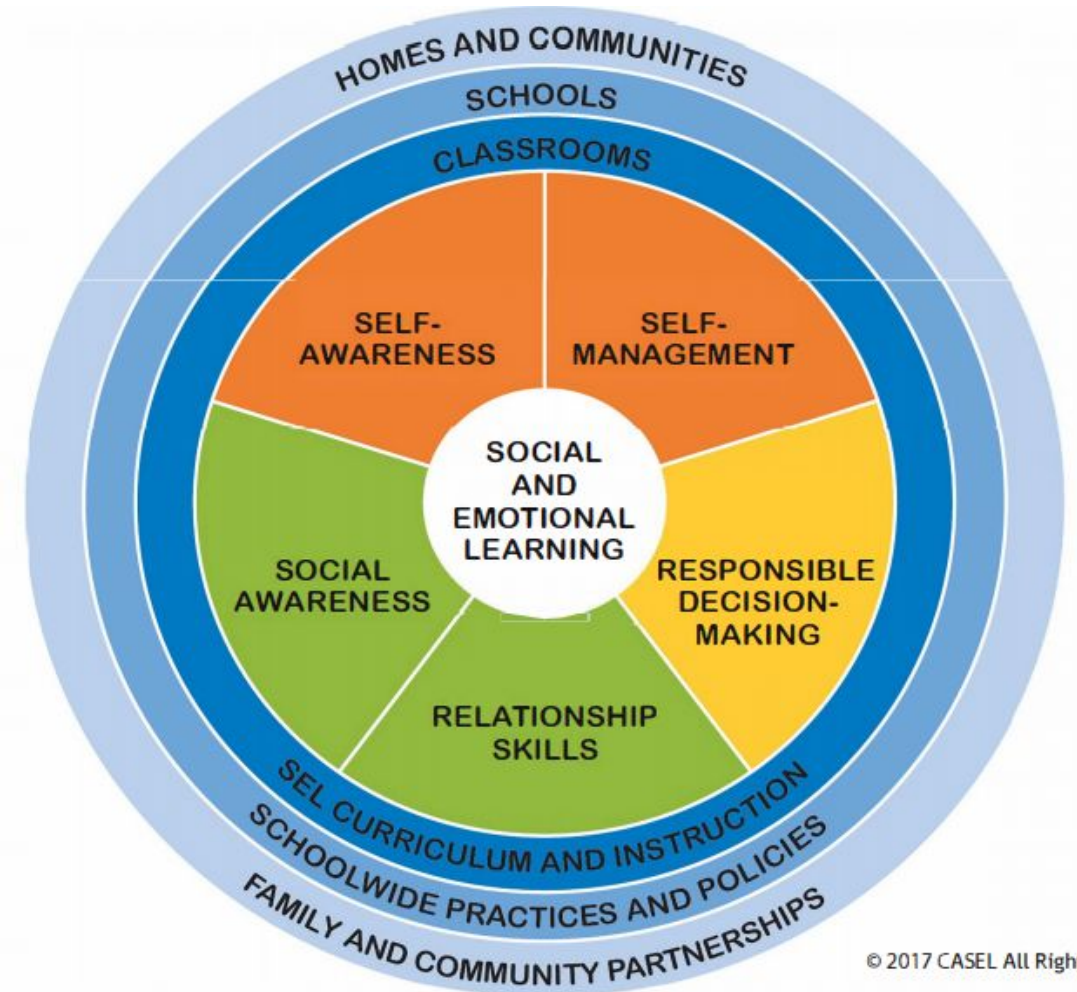 HOMES AND COMMUNITIES
SCHOOLS
CLASSROOMS
SELF-
AWARENESS
SELF-
MANAGEMENT
SOCIAL
AND
EMOTIONAL
LEARNING
SOCIAL
AWARENESS
RESPONSIBLE
DECISION-
MAKING
RELATIONSHIP
SKILLS
SEL CURRICULUM AND INSTRUCTION
SCHOOLWIDE PRACTICES AND POLICIES
FAMILY AND COMMUNITY PARTNERSHIPS
© 2017 CASEL All Righ